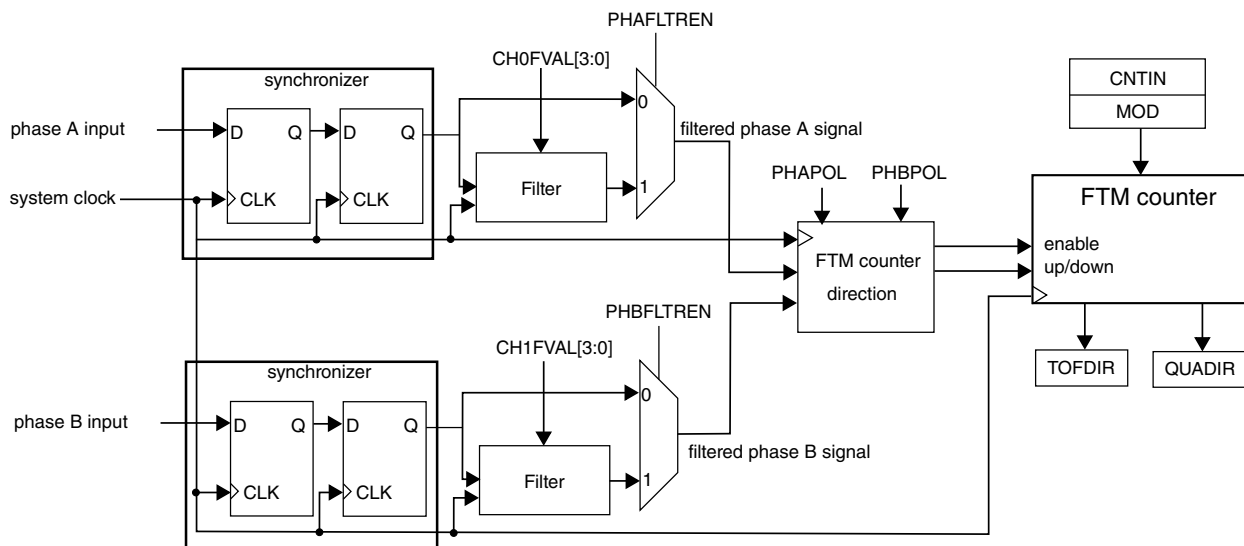 PHAFLTREN
CH0FVAL[3:0]
synchronizer
CNTIN
MOD
0
phase A input
D Q D Q
filtered phase A signal
Filter
1
PHAPOL PHBPOL
system clock
CLK CLK
FTM counter
enable
up/down
FTM counter
direction
PHBFLTREN
CH1FVAL[3:0]
TOFDIR QUADIR
synchronizer
0
phase B input
D Q D Q
filtered phase B signal
Filter
1
CLK CLK